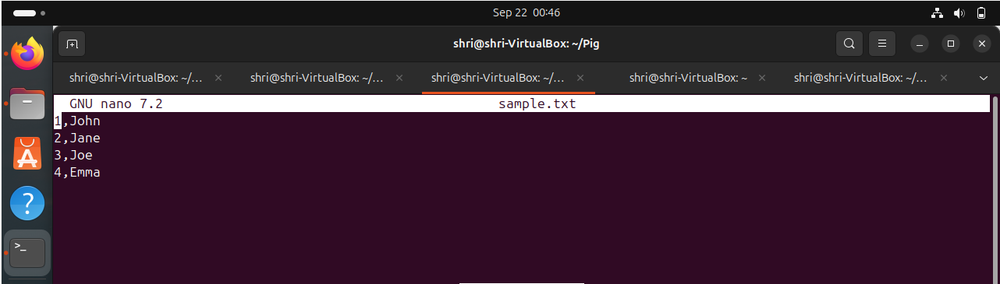 Sep 22 00:46
shri@shri-VirtualBox: ~/Pig
shri@shri-VirtualBox: ~/... × shri@shri-VirtualBox: ~/... × shri@shri-VirtualBox: ~/... × shri@shri-VirtualBox: ~ × shri@shri-VirtualBox: ~/... ×
GNU nano 7.2 sample.txt
1,John
2,Jane
3,Joe
4,Emma
?
>_